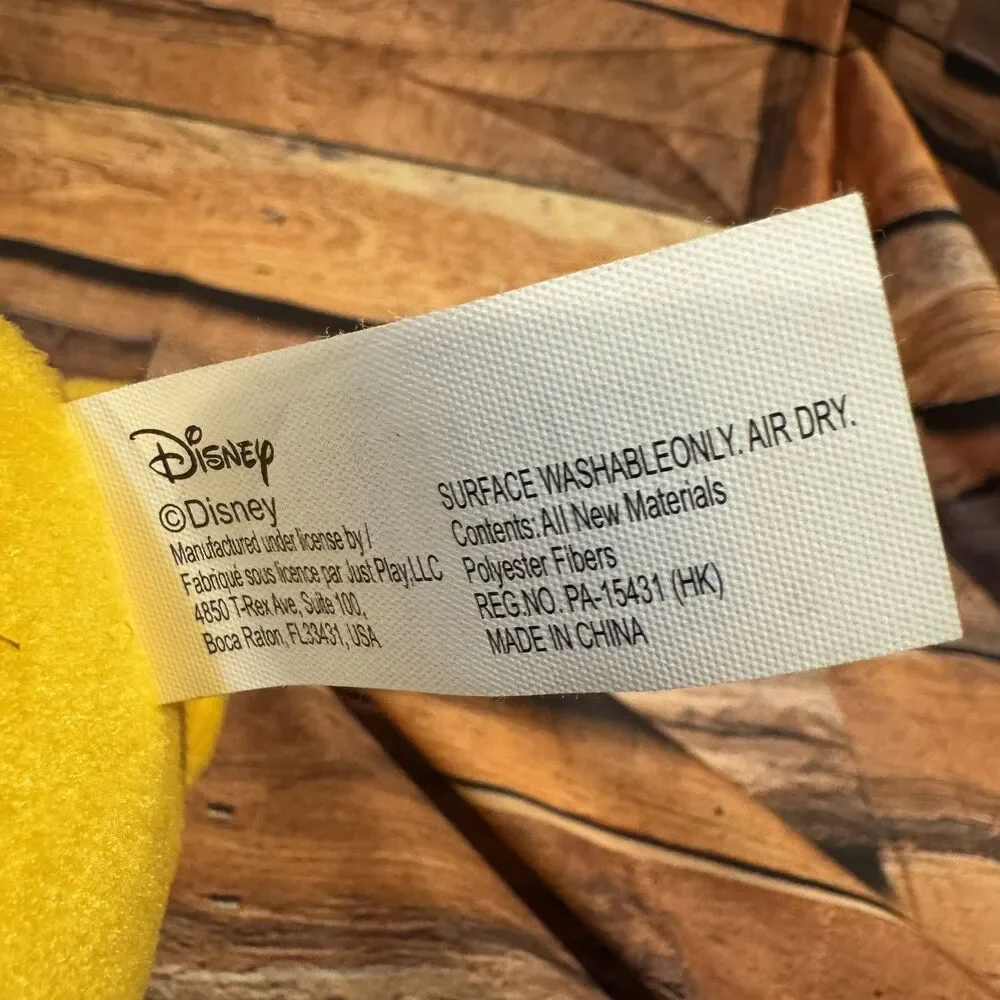 Disney
©Disney
Manufactured under license by /
Fabriqué sous licence par Just Play,LLC
4850 T-Rex Ave, Suite 100,
Boca Raton, FL33431, USA
SURFACE WASHABLEONLY. AIR DRY.
Contents: All New Materials
Polyester Fibers
REG.NO. PA-15431 (HK)
MADE IN CHINA